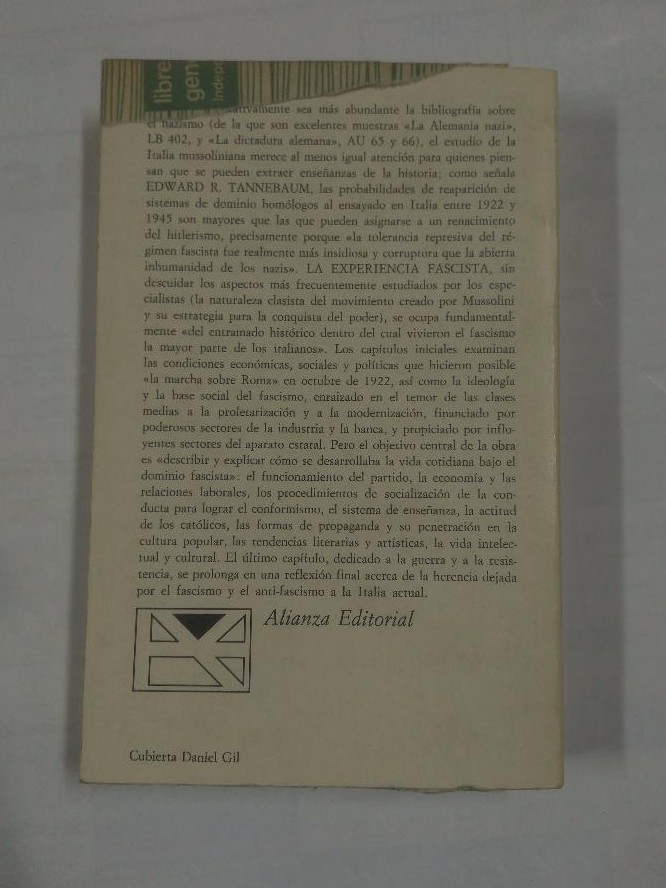 libre
gen
Indepe
sea más abundante la bibliografía sobre
el nazismo (de la que son excelentes muestras «La Alemania nazi»,
LB 402, y «La dictadura alemana», AU 65 y 66), el estudio de la
Italia mussoliniana merece al menos igual atención para quienes pien-
san que se pueden extraer enseñanzas de la historia; como señala
EDWARD R. TANNEBAUM, las probabilidades de reaparición de
sistemas de dominio homólogos al ensayado en Italia entre 1922 y
1945 son mayores que las que pueden asignarse a un renacimiento
del hitlerismo, precisamente porque «la tolerancia represiva del ré-
gimen fascista fue realmente más insidiosa y corruptora que la abierta
inhumanidad de los nazis». LA EXPERIENCIA FASCISTA, sin
descuidar los aspectos más frecuentemente estudiados por los espe-
cialistas (la naturaleza clasista del movimiento creado por Mussolini
y su estrategia para la conquista del poder), se ocupa fundamental-
mente «del entramado histórico dentro del cual vivieron el fascismo
la mayor parte de los italianos». Los capítulos iniciales examinan
las condiciones económicas, sociales y políticas que hicieron posible
«la marcha sobre Roma» en octubre de 1922, así como la ideología
y la base social del fascismo, enraizado en el temor de las clases
medias a la proletarización y a la modernización, financiado por
poderosos sectores de la industria y la banca, y propiciado por influ-
yentes sectores del aparato estatal. Pero el objetivo central de la obra
es «describir y explicar cómo se desarrollaba la vida cotidiana bajo el
dominio fascista»: el funcionamiento del partido, la economía y las
relaciones laborales, los procedimientos de socialización de la con-
ducta para lograr el conformismo, el sistema de enseñanza, la actitud
de los católicos, las formas de propaganda y su penetración en la
cultura popular, las tendencias literarias y artísticas, la vida intelec-
tual y cultural. El último capítulo, dedicado a la guerra y a la resis-
tencia, se prolonga en una reflexión final acerca de la herencia dejada
por el fascismo y el anti-fascismo a la Italia actual.
Alianza Editorial
Cubierta Daniel Gil